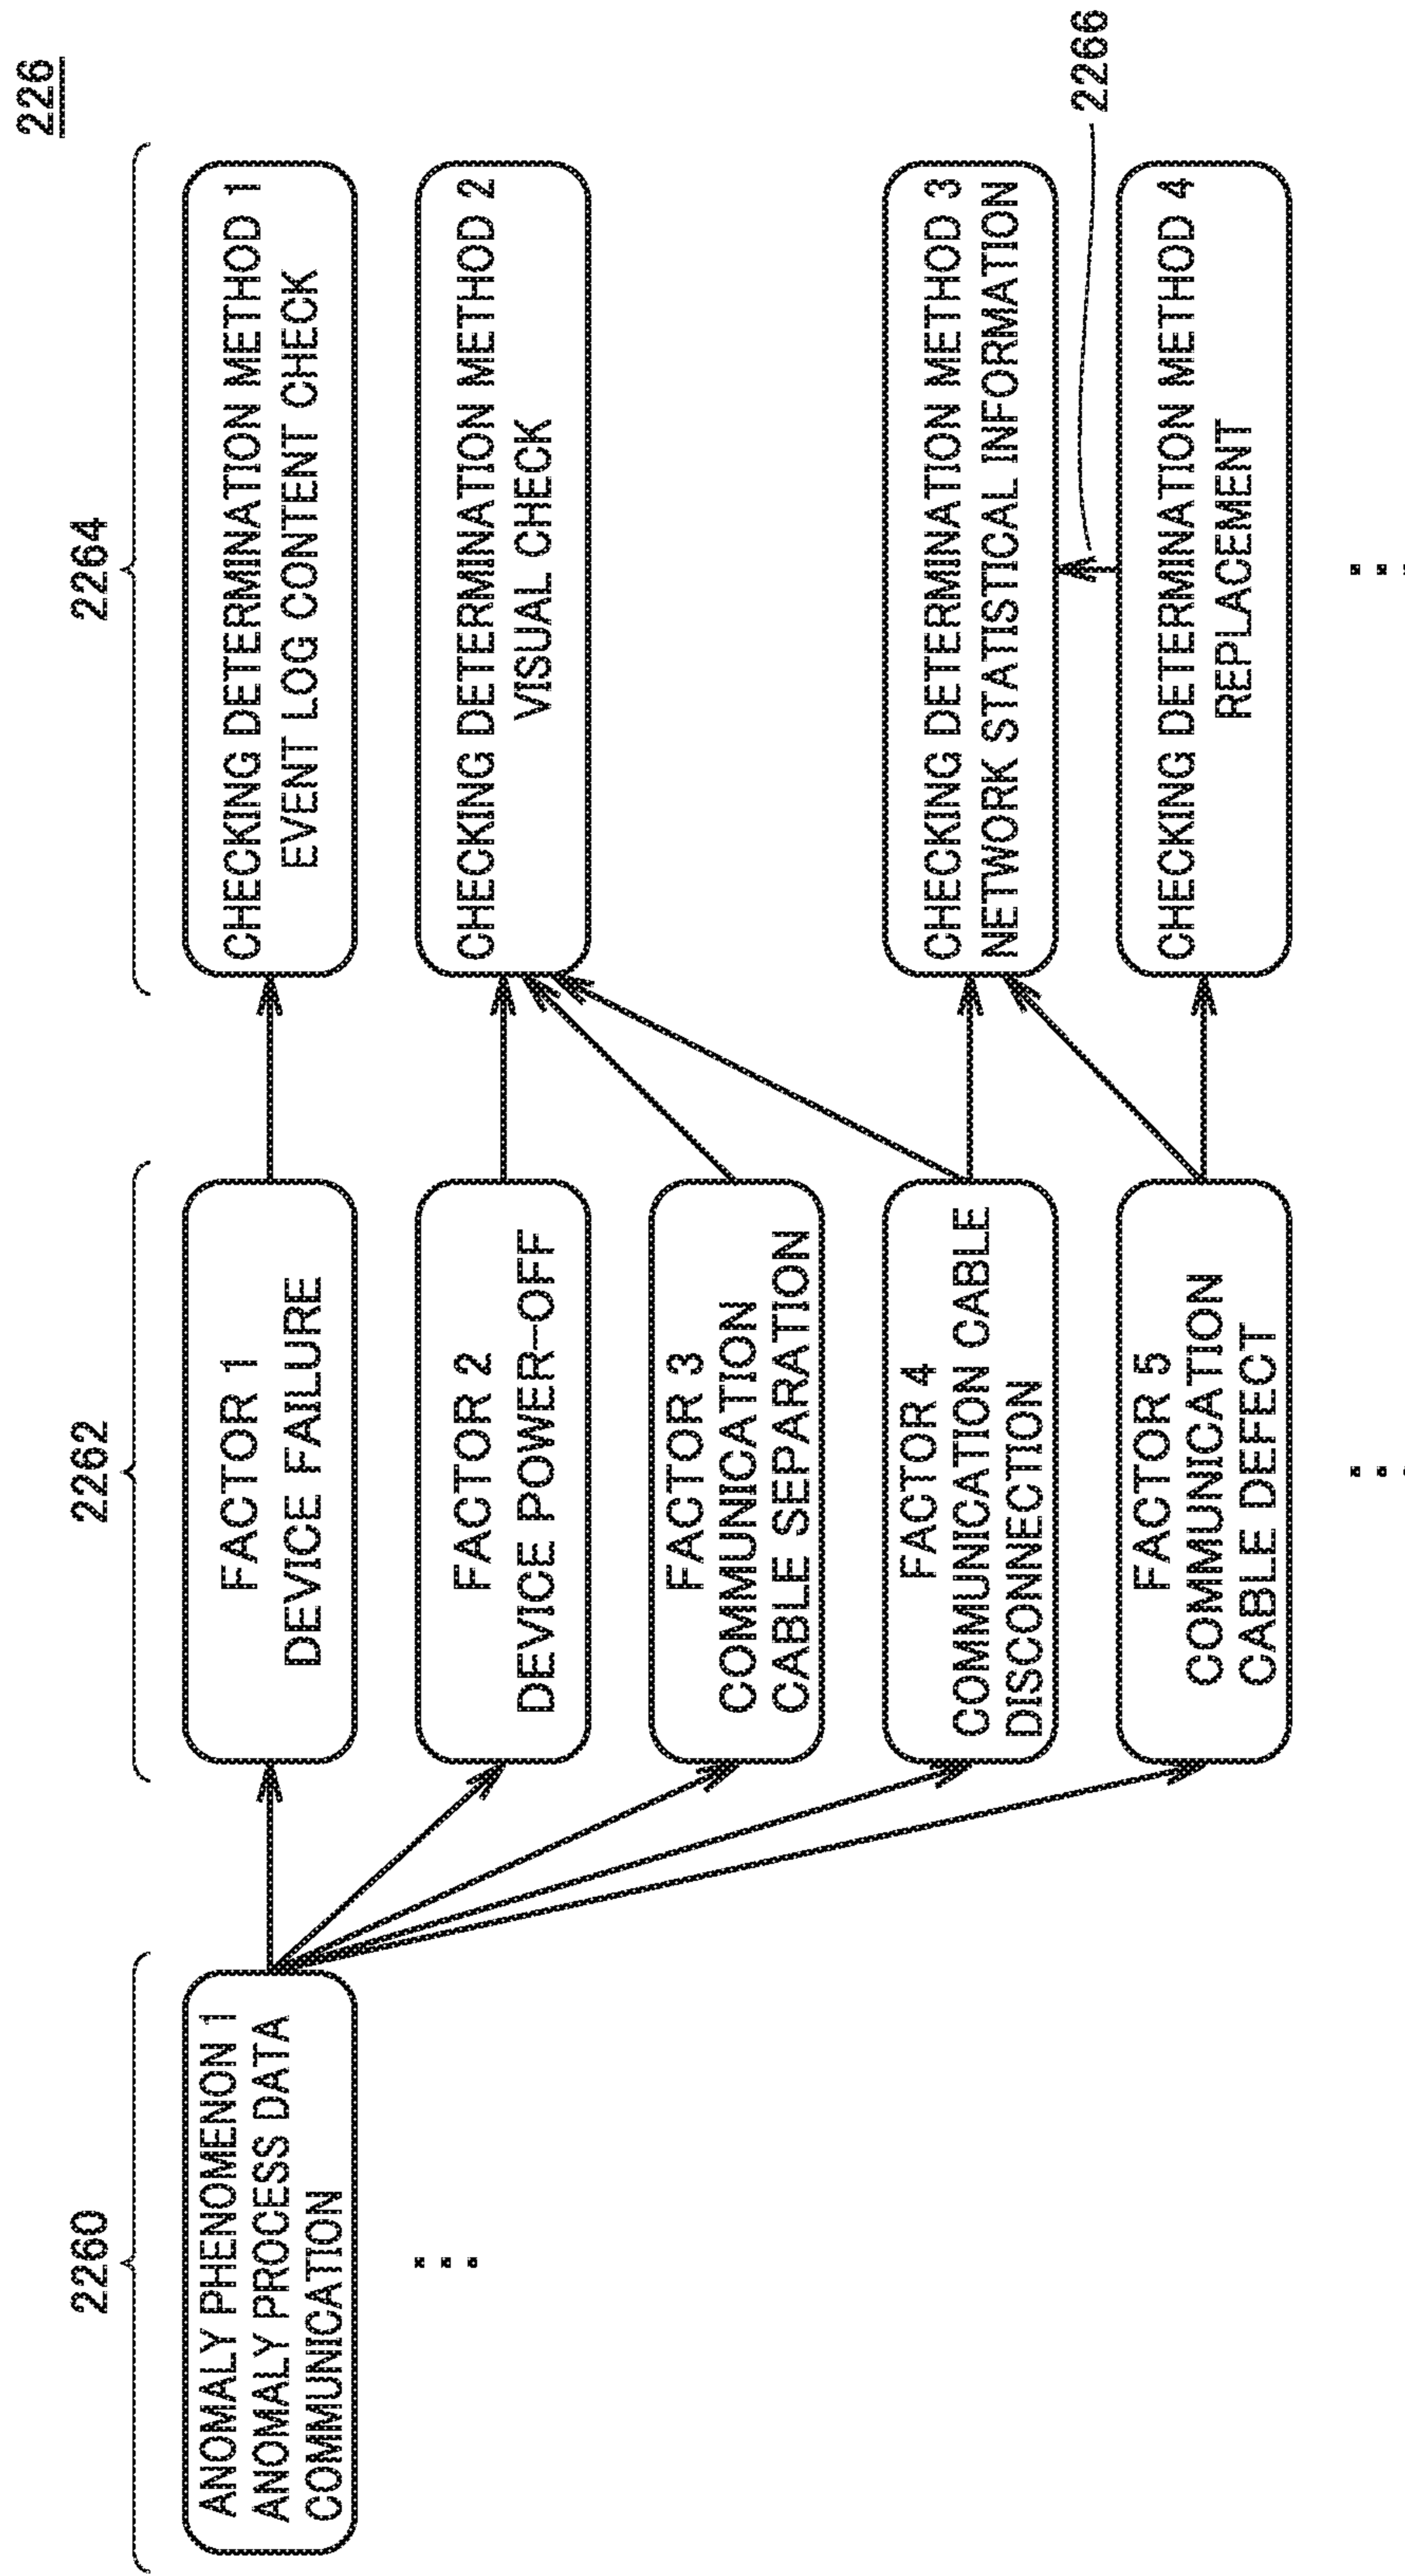 226
2260
2262
2264
ANOMALY PHENOMENON 1
ANOMALY PROCESS DATA
COMMUNICATION
...
FACTOR 1
DEVICE FAILURE
FACTOR 2
DEVICE POWER-OFF
FACTOR 3
COMMUNICATION
CABLE SEPARATION
FACTOR 4
COMMUNICATION CABLE
DISCONNECTION
FACTOR 5
COMMUNICATION
CABLE DEFECT
...
CHECKING DETERMINATION METHOD 1
EVENT LOG CONTENT CHECK
CHECKING DETERMINATION METHOD 2
VISUAL CHECK
CHECKING DETERMINATION METHOD 3
NETWORK STATISTICAL INFORMATION
2266
CHECKING DETERMINATION METHOD 4
REPLACEMENT
...